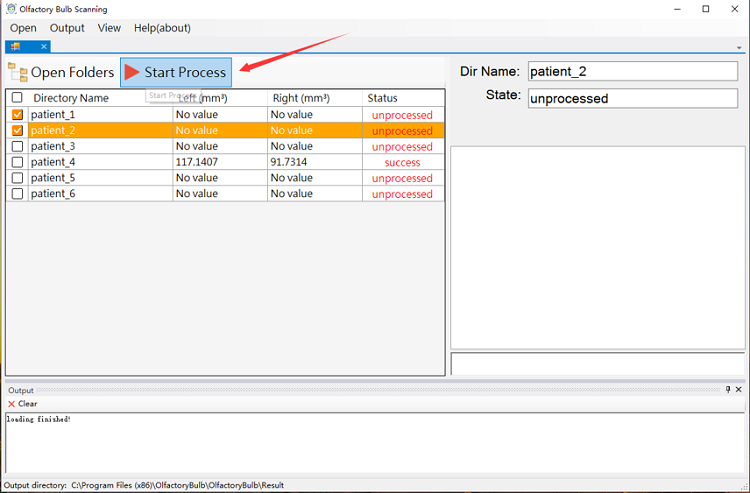 Olfactory Bulb Scanning
Open Output View Help(about)
Open Folders Start Process
Dir Name: patient_2
State: unprocessed
Start Process
Directory Name Left (mm³) Right (mm³) Status
patient_1 No value No value unprocessed
patient_2 No value No value unprocessed
patient_3 No value No value unprocessed
patient_4 117.1407 91.7314 success
patient_5 No value No value unprocessed
patient_6 No value No value unprocessed
Output
Clear
loading finished!
Output directory: C:\Program Files (x86)\OlfactoryBulb\OlfactoryBulb\Result